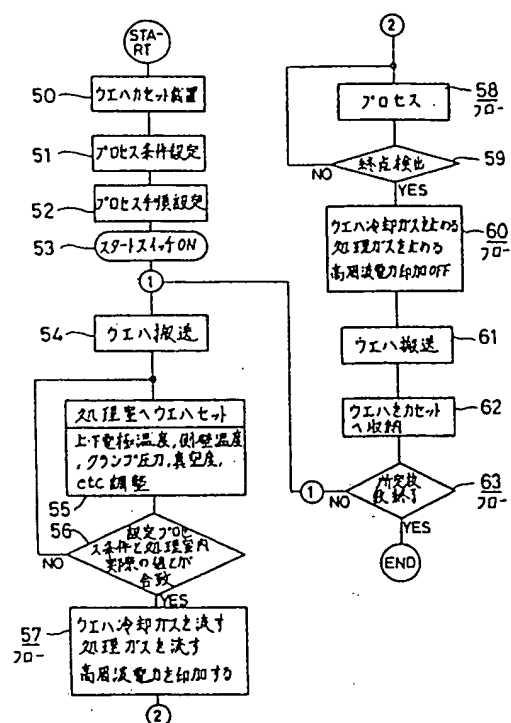 STA-
RT
50
ウエハカセット載置
51
プロセス条件設定
52
プロセス手順設定
53
スタートスイッチON
1
54
ウエハ搬送
処理室へウエハセット
上下電極温度,側壁温度
,クランプ圧力,真空度,
etc調整
55
56
設定プロセ
ス条件と処理室内
実際の値とが
合致
NO
YES
57
フロー
ウエハ冷却ガスを流す
処理ガスを流す
高周波電力を印加する
2
2
プロセス
58
フロー
終点検出
59
NO
YES
ウエハ冷却ガスを止める
処理ガスを止める
高周波電力印加OFF
60
フロー
ウエハ搬送
61
ウエハをカセット
へ収納
62
所定枚
数終了
63
フロー
1
NO
YES
END